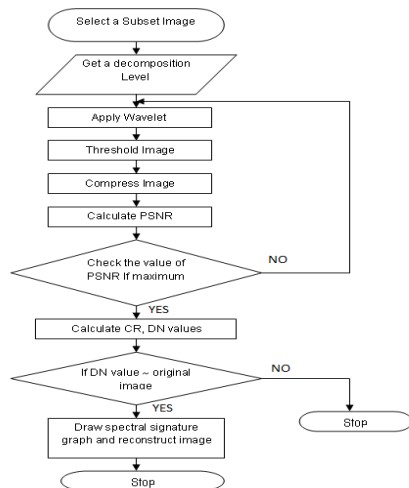 Select a Subset Image
Get a decomposition
Level
Apply Wavelet
Threshold Image
Compress Image
Calculate PSNR
Check the value of
PSNR If maximum
NO
YES
Calculate CR, DN values
If DN value ~ original
image
NO
YES
Draw spectral signature
graph and reconstruct image
Stop
Stop